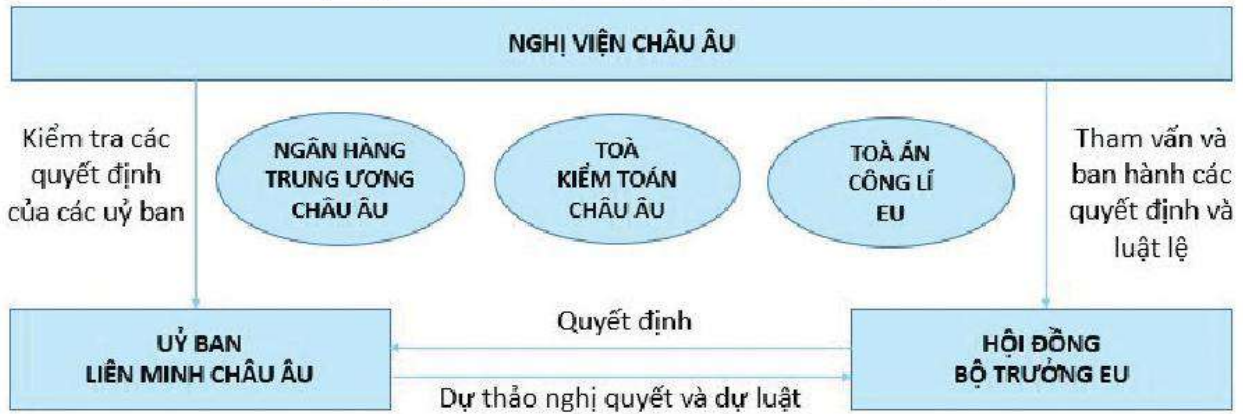 NGHỊ VIỆN CHÂU ÂU
Kiểm tra các
quyết định
của các uỷ ban
NGÂN HÀNG
TRUNG ƯƠNG
CHÂU ÂU
TOÀ
KIỂM TOÁN
CHÂU ÂU
TOÀ ÁN
CÔNG LÍ
EU
Tham vấn và
ban hành các
quyết định và
luật lệ
UỶ BAN
LIÊN MINH CHÂU ÂU
Quyết định
Dự thảo nghị quyết và dự luật
HỘI ĐỒNG
BỘ TRƯỞNG EU